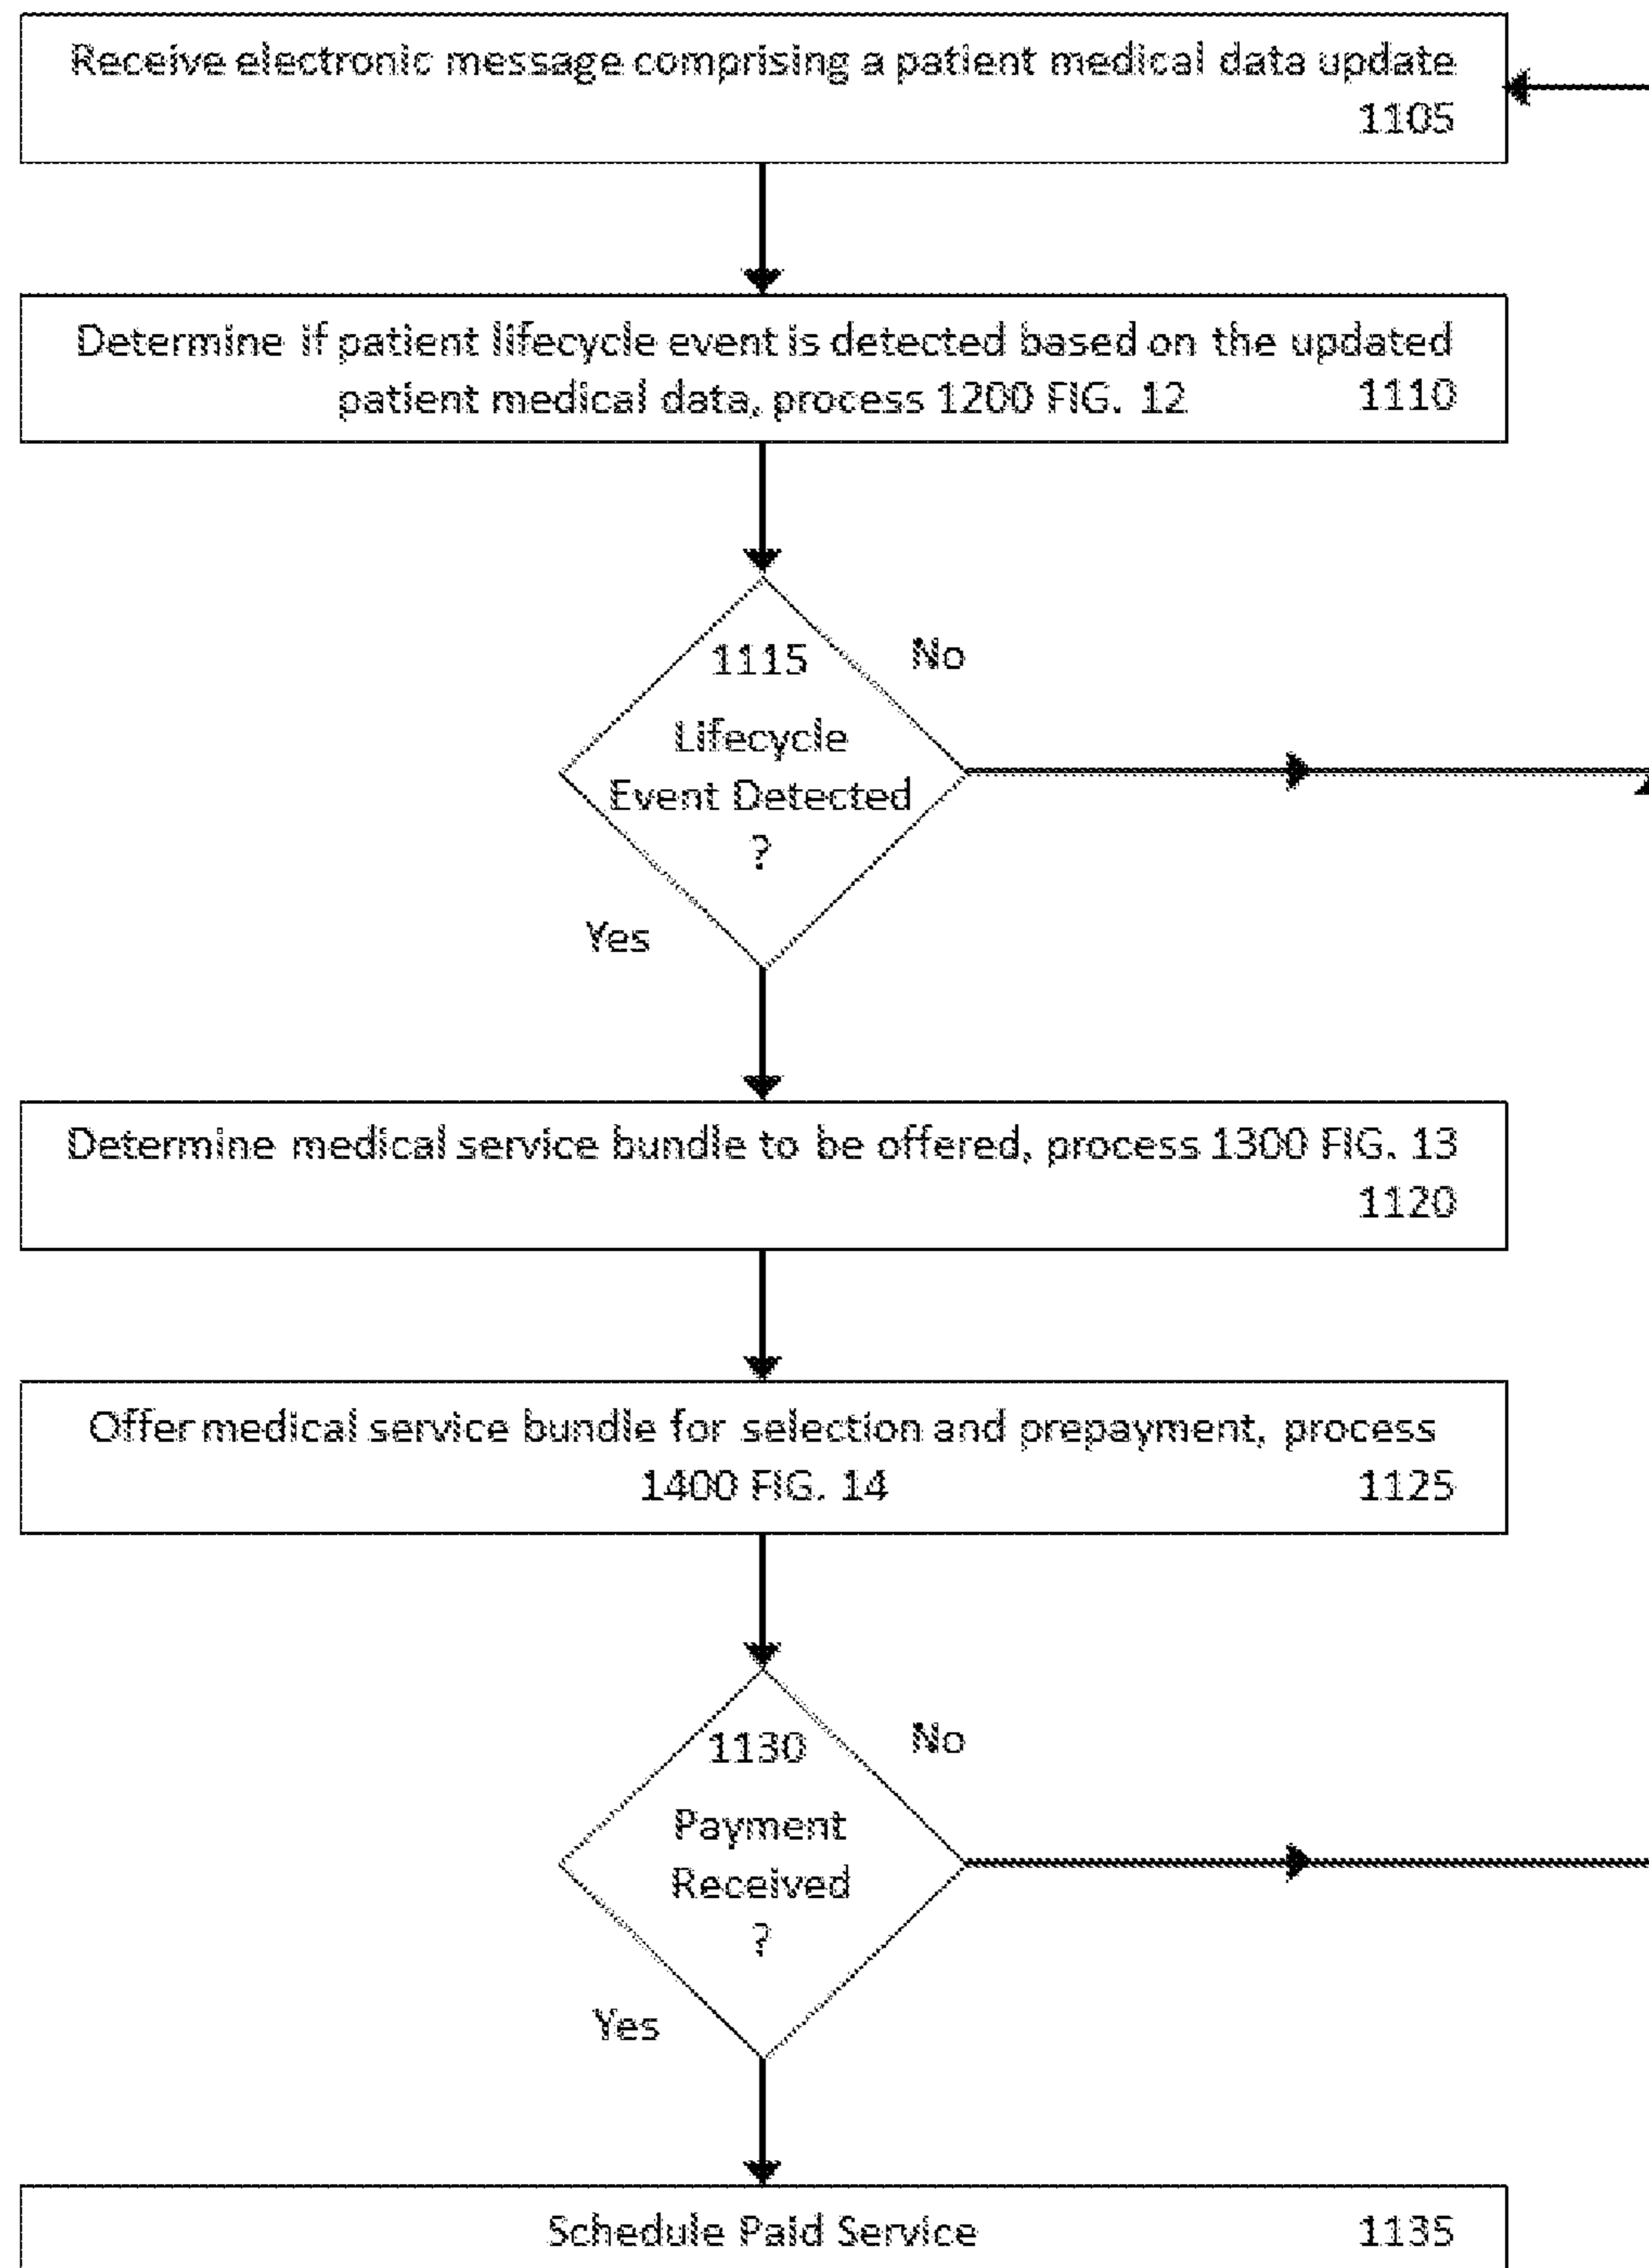 Receive electronic message comprising a patient medical data update
1105
Determine if patient lifecycle event is detected based on the updated
patient medical data, process 1200 FIG. 12 1110
1115
No
Lifecycle
Event Detected
?
Yes
Determine medical service bundle to be offered, process 1300 FIG. 13
1120
Offer medical service bundle for selection and prepayment, process
1400 FIG. 14 1125
1130
No
Payment
Received
?
Yes
Schedule Paid Service 1135